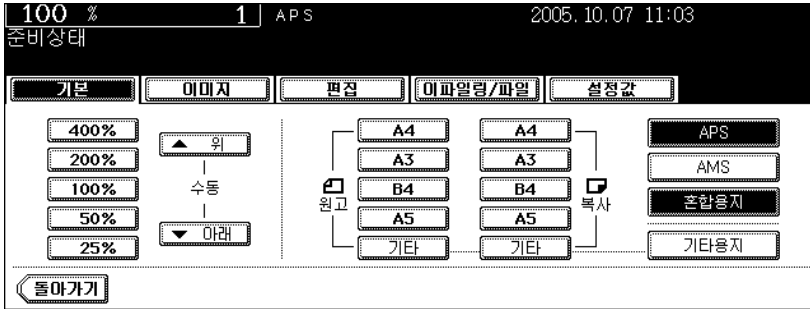 100 % 1 APS 2005.10.07 11:03
준비상태
기본 이미지 편집 이파일링/파일 설정값
400% ▲ 위 A4 A4 APS
200% A3 A3 AMS
100% 수동 원고 B4 B4 복사 혼합용지
50% ▼ 아래 A5 A5
25% 기타 기타 기타용지
돌아가기